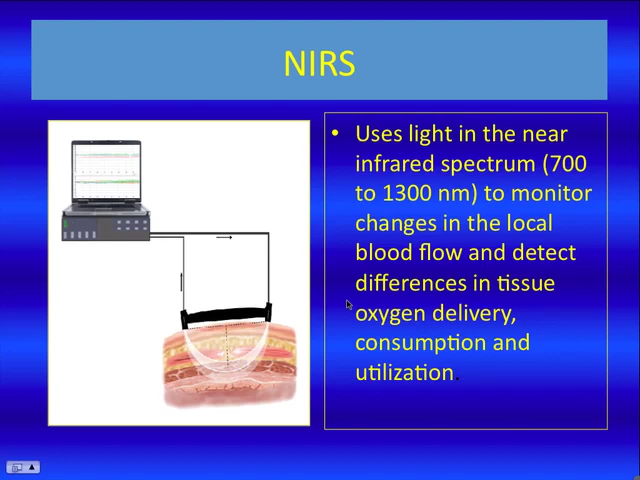 NIRS
• Uses light in the near
infrared spectrum (700
to 1300 nm) to monitor
changes in the local
blood flow and detect
differences in tissue
oxygen delivery,
consumption and
utilization.